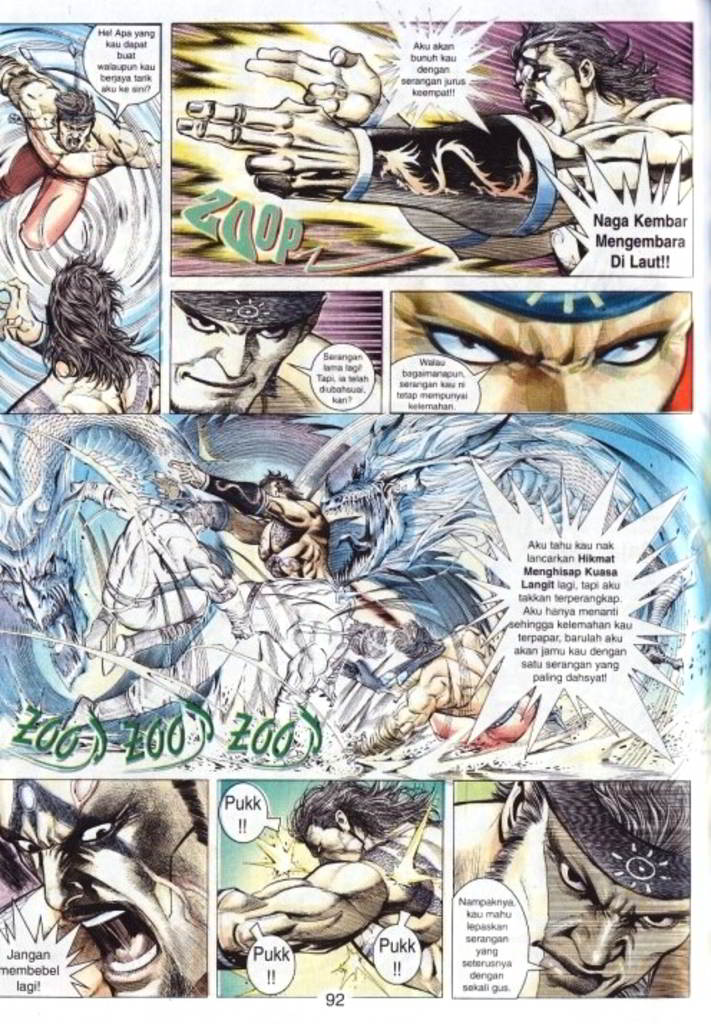 He! Apa yang
kau dapat
buat
walaupun kau
berjaya tarik
aku ke sini?
Aku akan
bunuh kau
dengan
serangan jurus
keempat!!
ZOOP
Naga Kembar
Mengembara
Di Laut!!
Serangan
lama lagi!
Tapi, ia telah
diubahsuai,
kan?
Walau
bagaimanapun,
serangan kau ni
tetap mempunyai
kelemahan.
Aku tahu kau nak
lancarkan Hikmat
Menghisap Kuasa
Langit lagi, tapi aku
takkan terperangkap.
Aku hanya menanti
sehingga kelemahan kau
terpapar, barulah aku
akan jamu kau dengan
satu serangan yang
paling dahsyat!
ZOOP ZOOP ZOOP
Jangan
membebel
lagi!
Pukk
!!
Pukk
!!
Pukk
!!
Nampaknya,
kau mahu
lepaskan
serangan
yang
seterusnya
dengan
sekali gus.
92